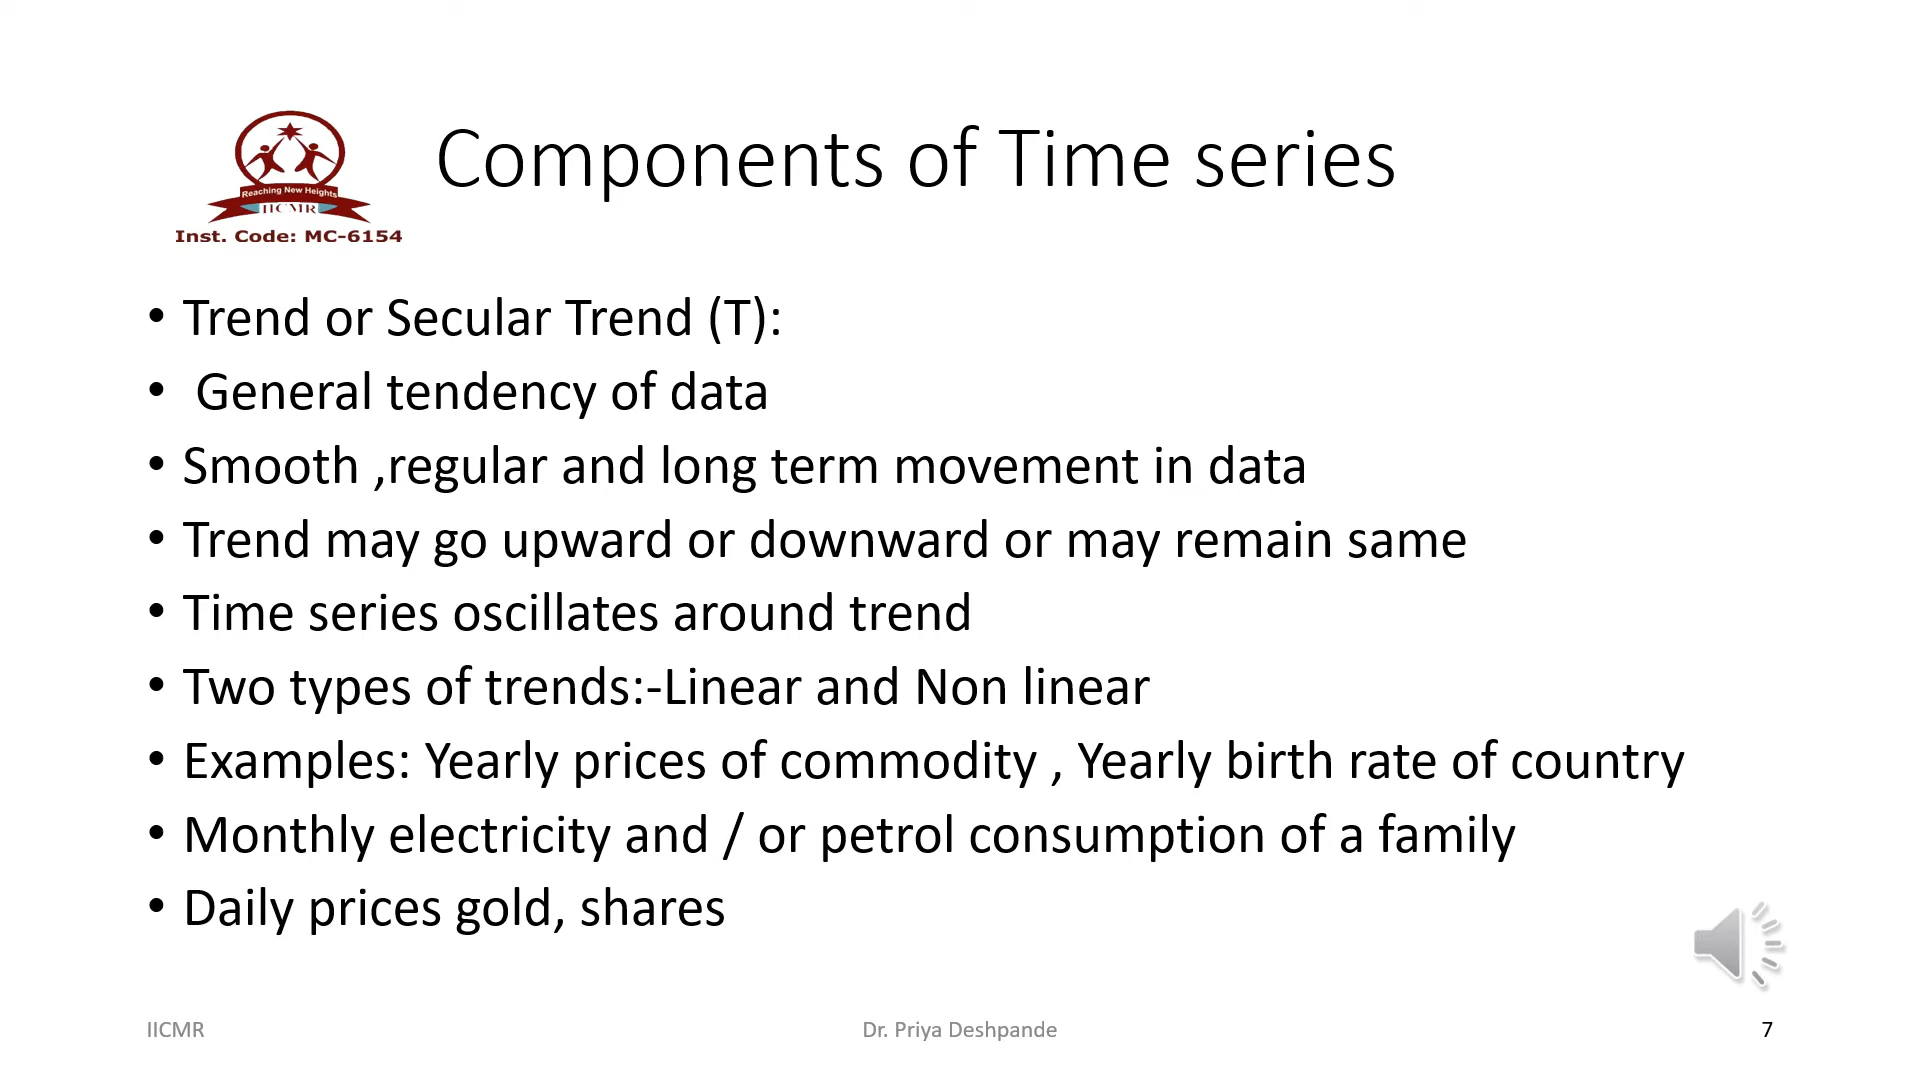 Reaching New Heights
IICMR
Inst. Code: MC-6154
Components of Time series
• Trend or Secular Trend (T):
• General tendency of data
• Smooth ,regular and long term movement in data
• Trend may go upward or downward or may remain same
• Time series oscillates around trend
• Two types of trends:-Linear and Non linear
• Examples: Yearly prices of commodity , Yearly birth rate of country
• Monthly electricity and / or petrol consumption of a family
• Daily prices gold, shares
IICMR
Dr. Priya Deshpande
7